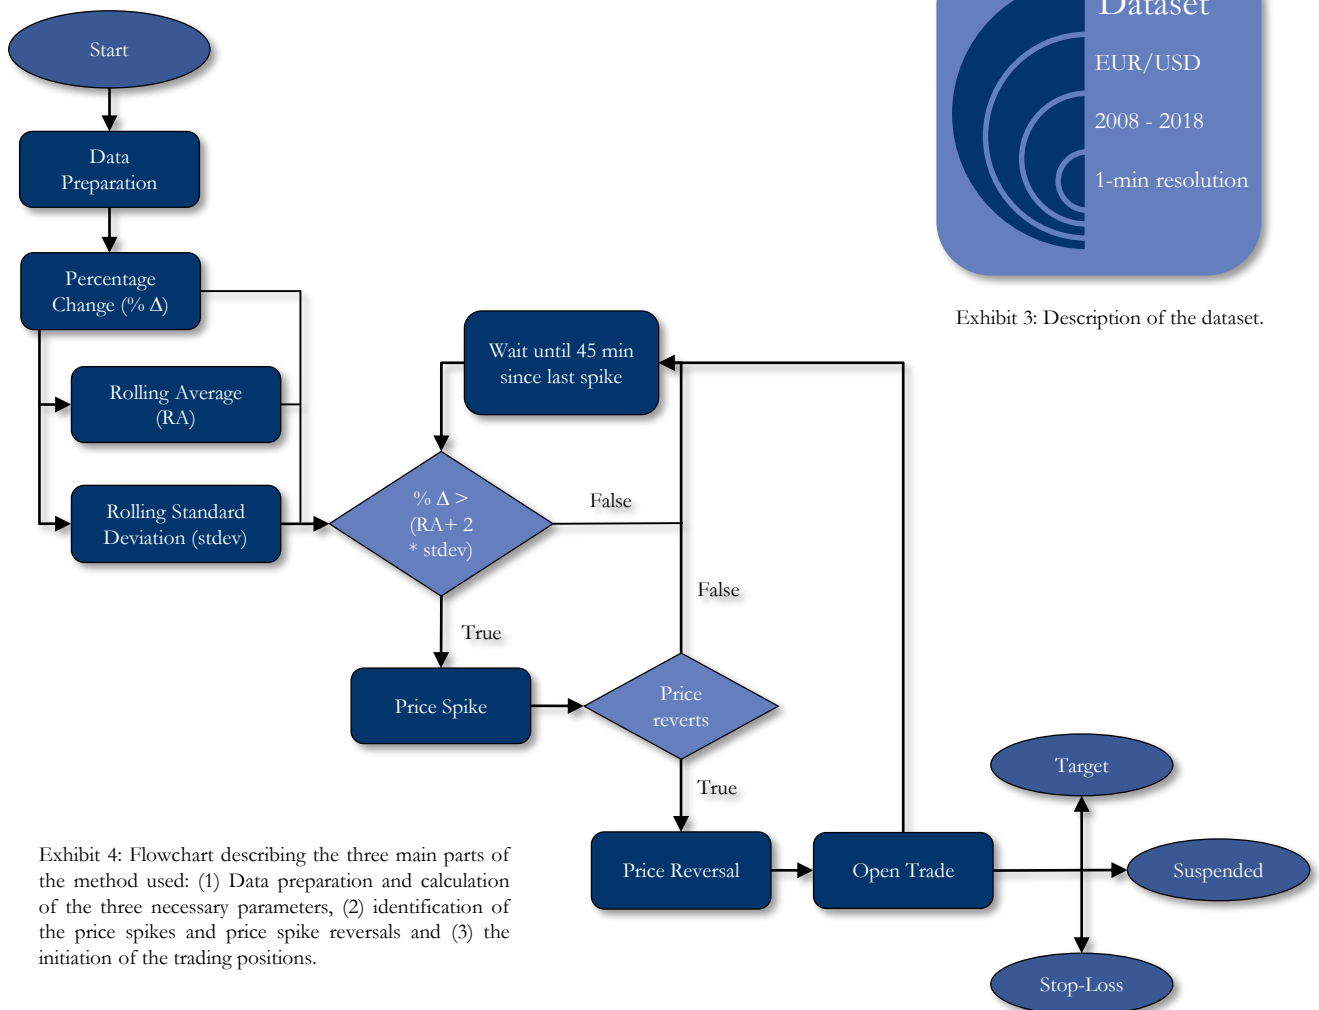 Start
Data
Preparation
Percentage
Change (% Δ)
Rolling Average
(RA)
Rolling Standard
Deviation (stdev)
Wait until 45 min
since last spike
% Δ >
(RA+ 2
* stdev)
False
True
Price Spike
False
Price
reverts
True
Price Reversal
Open Trade
Target
Suspended
Stop-Loss
Dataset
EUR/USD
2008 - 2018
1-min resolution
Exhibit 3: Description of the dataset.
Exhibit 4: Flowchart describing the three main parts of
the method used: (1) Data preparation and calculation
of the three necessary parameters, (2) identification of
the price spikes and price spike reversals and (3) the
initiation of the trading positions.